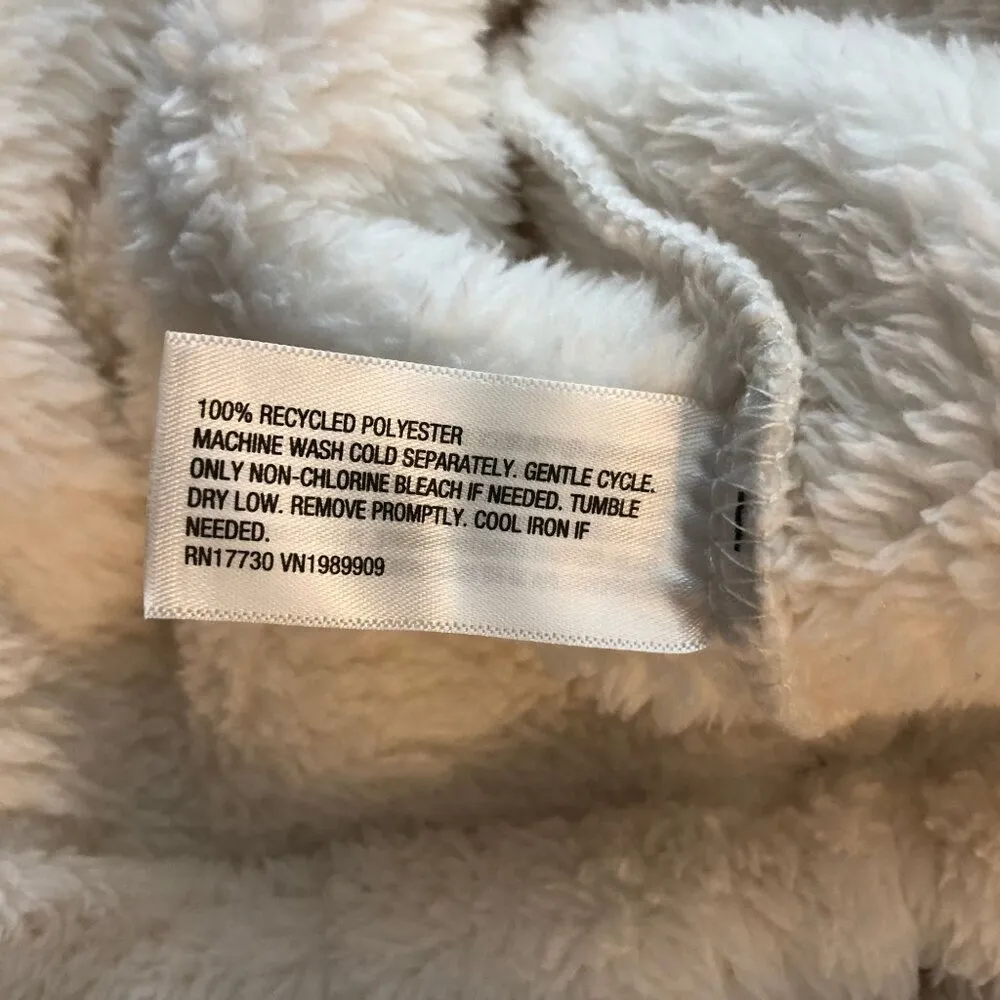 100% RECYCLED POLYESTER
MACHINE WASH COLD SEPARATELY. GENTLE CYCLE.
ONLY NON-CHLORINE BLEACH IF NEEDED. TUMBLE
DRY LOW. REMOVE PROMPTLY. COOL IRON IF
NEEDED.
RN17730 VN1989909